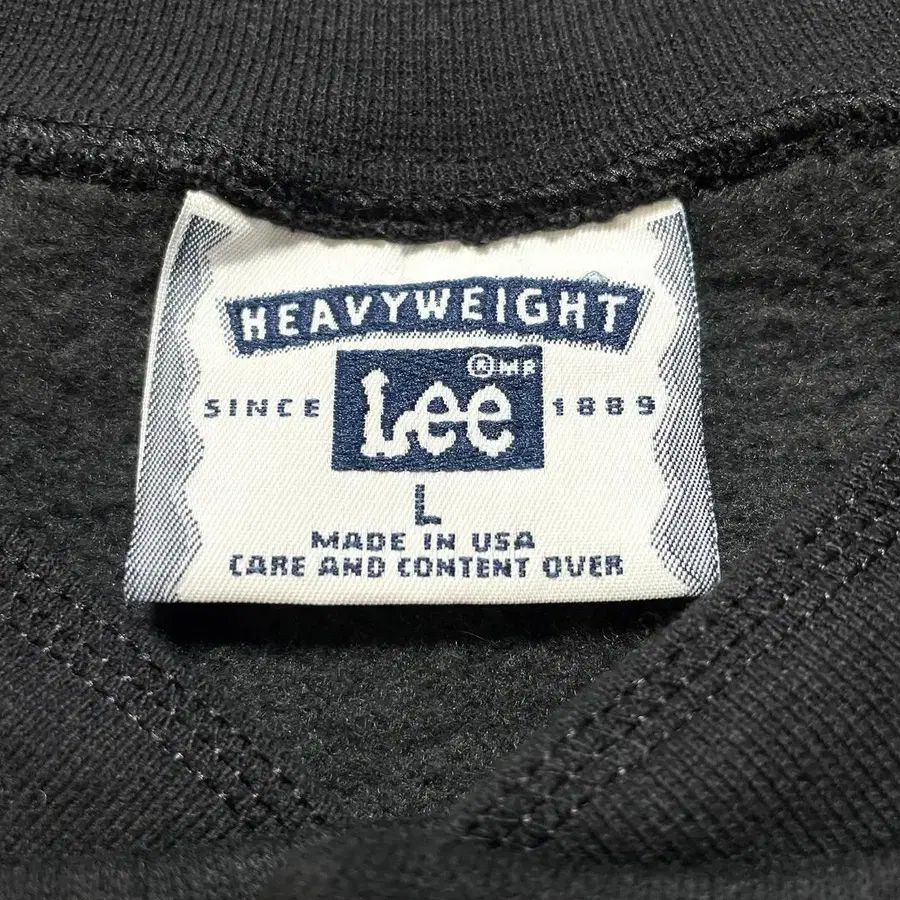 HEAVYWEIGHT
® MR
SINCE Lee 1889
L
MADE IN USA
CARE AND CONTENT OVER